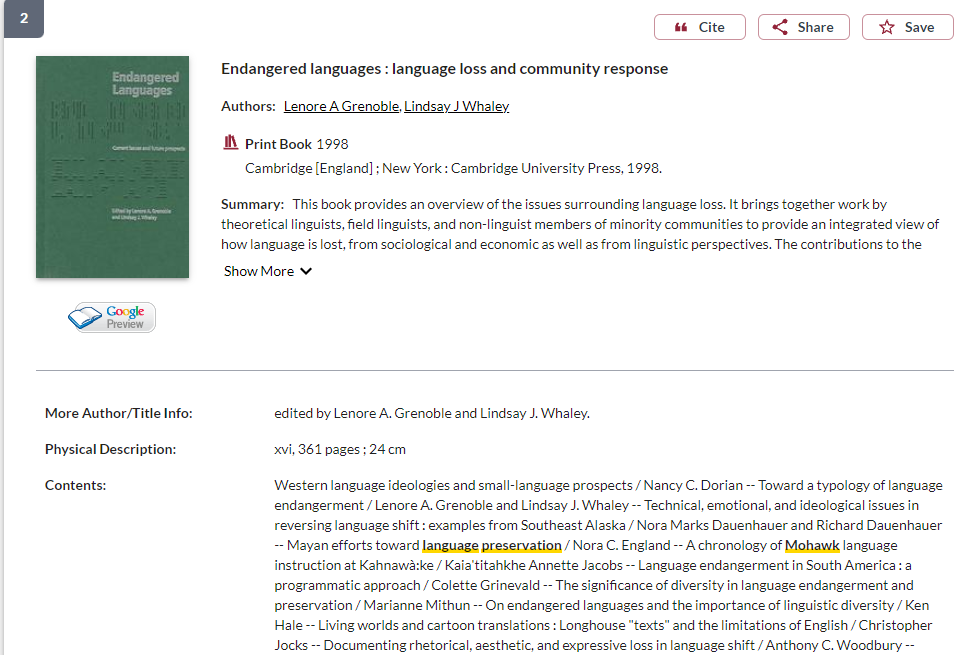 2
Cite
Share
Save
Endangered
Languages
Current issues and future prospects
Edited by Lenore A. Grenoble
and Lindsay J. Whaley
Endangered languages : language loss and community response
Authors: Lenore A Grenoble, Lindsay J Whaley
Print Book 1998
Cambridge [England] ; New York : Cambridge University Press, 1998.
Summary: This book provides an overview of the issues surrounding language loss. It brings together work by
theoretical linguists, field linguists, and non-linguist members of minority communities to provide an integrated view of
how language is lost, from sociological and economic as well as from linguistic perspectives. The contributions to the
Show More
Google
Preview
More Author/Title Info: edited by Lenore A. Grenoble and Lindsay J. Whaley.
Physical Description: xvi, 361 pages ; 24 cm
Contents: Western language ideologies and small-language prospects / Nancy C. Dorian -- Toward a typology of language
endangerment / Lenore A. Grenoble and Lindsay J. Whaley -- Technical, emotional, and ideological issues in
reversing language shift : examples from Southeast Alaska / Nora Marks Dauenhauer and Richard Dauenhauer
-- Mayan efforts toward language preservation / Nora C. England -- A chronology of Mohawk language
instruction at Kahnawà:ke / Kaia'titahkhe Annette Jacobs -- Language endangerment in South America : a
programmatic approach / Colette Grinevald -- The significance of diversity in language endangerment and
preservation / Marianne Mithun -- On endangered languages and the importance of linguistic diversity / Ken
Hale -- Living worlds and cartoon translations : Longhouse "texts" and the limitations of English / Christopher
Jocks -- Documenting rhetorical, aesthetic, and expressive loss in language shift / Anthony C. Woodbury --